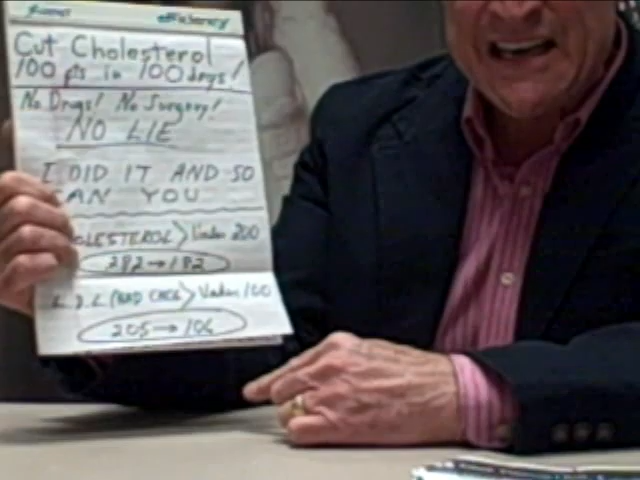 Cut Cholesterol
100 pts in 100 days!
No Drugs! No Surgery!
NO LIE
I DID IT AND SO
CAN YOU
CHOLESTEROL > Under 200
282→182
L D L (BAD CHOL) > Under 100
205→106